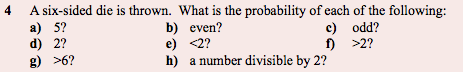 4 A six-sided die is thrown. What is the probability of each of the following:
a) 5? b) even? c) odd?
d) 2? e) <2? f) >2?
g) >6? h) a number divisible by 2?